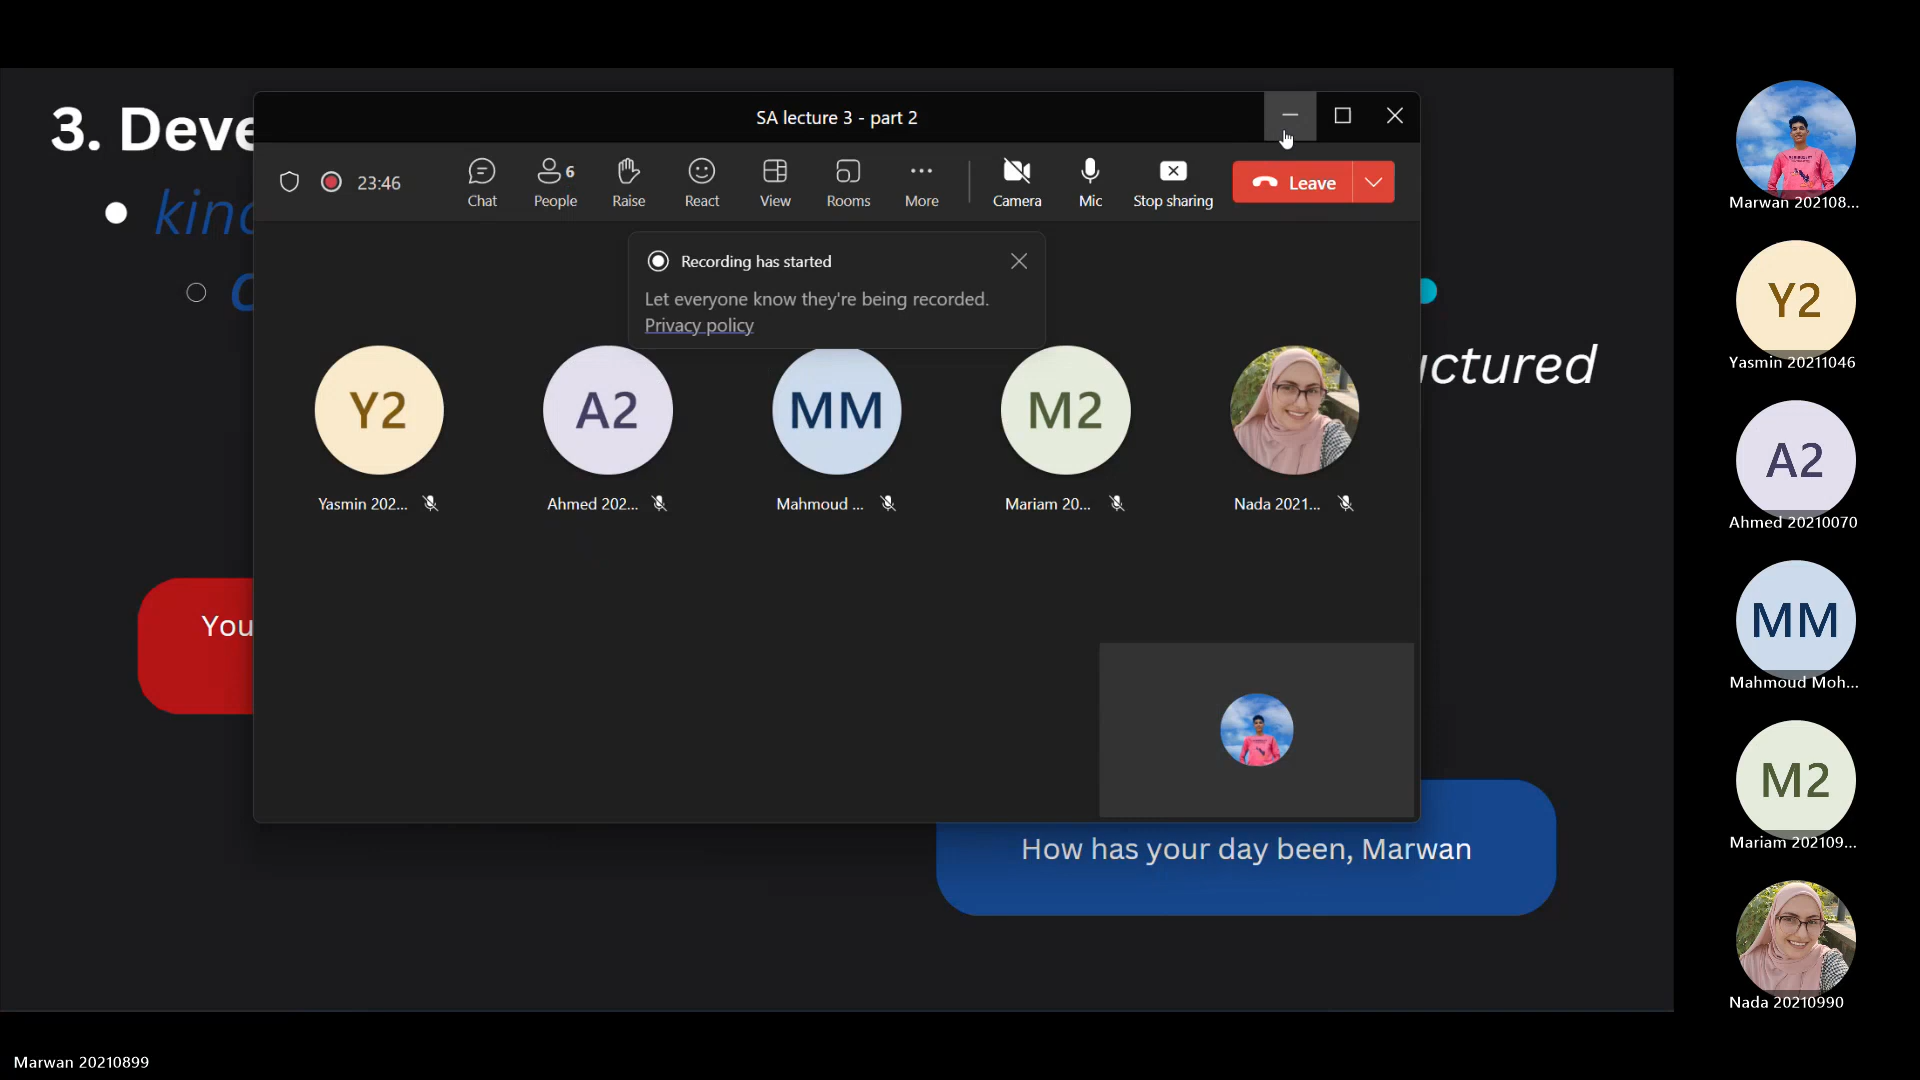 SA lecture 3 - part 2
23:46
Chat
6
People
Raise
React
View
Rooms
More
Camera
Mic
Stop sharing
Leave
Recording has started
Let everyone know they're being recorded.
Privacy policy
3. Deve
kin
uctured
You
Y2
Yasmin 202...
A2
Ahmed 202...
MM
Mahmoud ...
M2
Mariam 20...
Nada 2021...
How has your day been, Marwan
Marwan 202108...
Y2
Yasmin 20211046
A2
Ahmed 20210070
MM
Mahmoud Moh...
M2
Mariam 202109...
Nada 20210990
Marwan 20210899